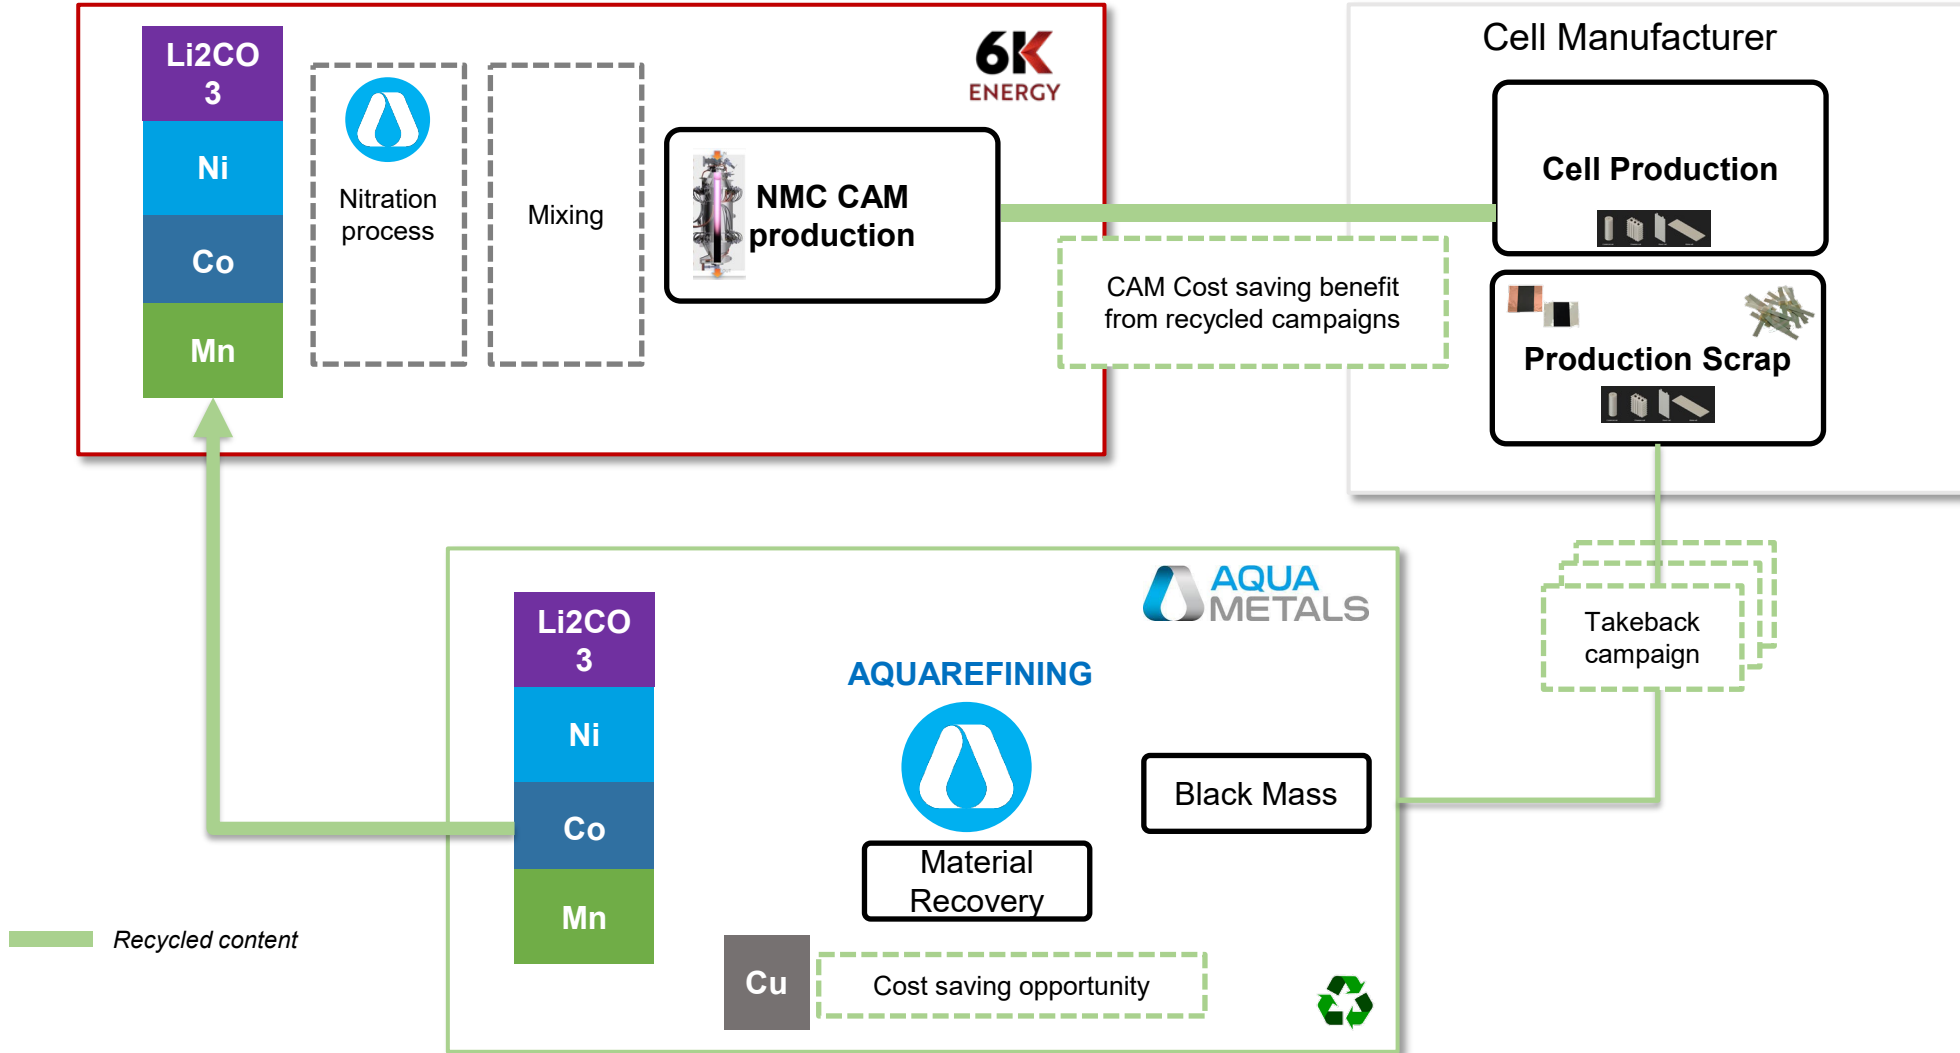 Li2CO
3
Ni
Co
Mn
Nitration
process
Mixing
6K
ENERGY
NMC CAM
production
Cell Manufacturer
Cell Production
CAM Cost saving benefit
from recycled campaigns
Production Scrap
Takeback
campaign
AQUA
METALS
Li2CO
3
Ni
Co
Mn
AQUAREFINING
Material
Recovery
Black Mass
Cu
Cost saving opportunity
Recycled content